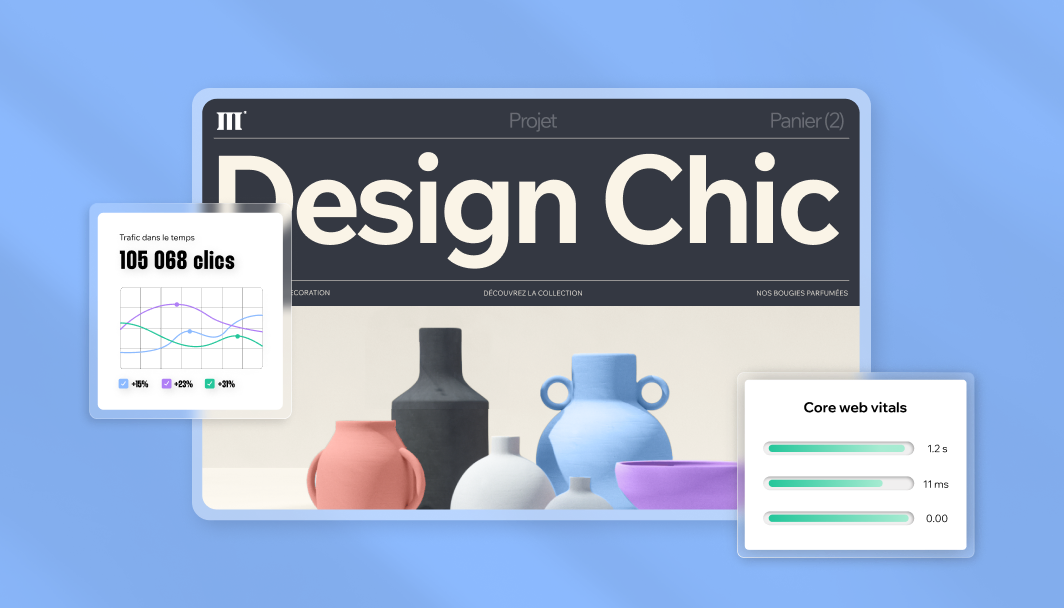 m
Projet
Panier (2)
Design Chic
DÉCOUVREZ LA COLLECTION
NOS BOUGIES PARFUMÉES
Trafic dans le temps
105 068 clics
+15%
+23%
+31%
Core web vitals
1.2 s
11 ms
0.00